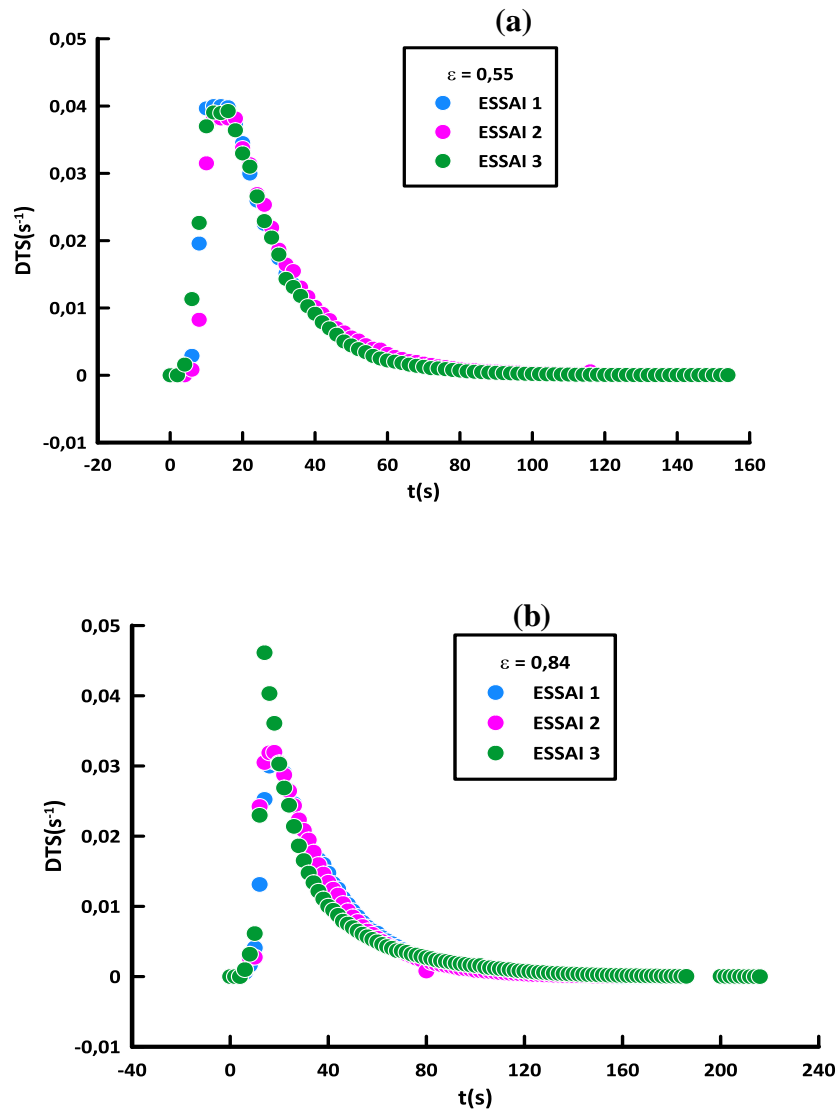 (a)
0,05
0,04
0,03
0,02
0,01
0
-0,01
DTS(s⁻¹)
ε = 0,55
ESSAI 1
ESSAI 2
ESSAI 3
-20 0 20 40 60 80 100 120 140 160
t(s)
(b)
0,05
0,04
0,03
0,02
0,01
0
-0,01
DTS(s⁻¹)
ε = 0,84
ESSAI 1
ESSAI 2
ESSAI 3
-40 0 40 80 120 160 200 240
t(s)